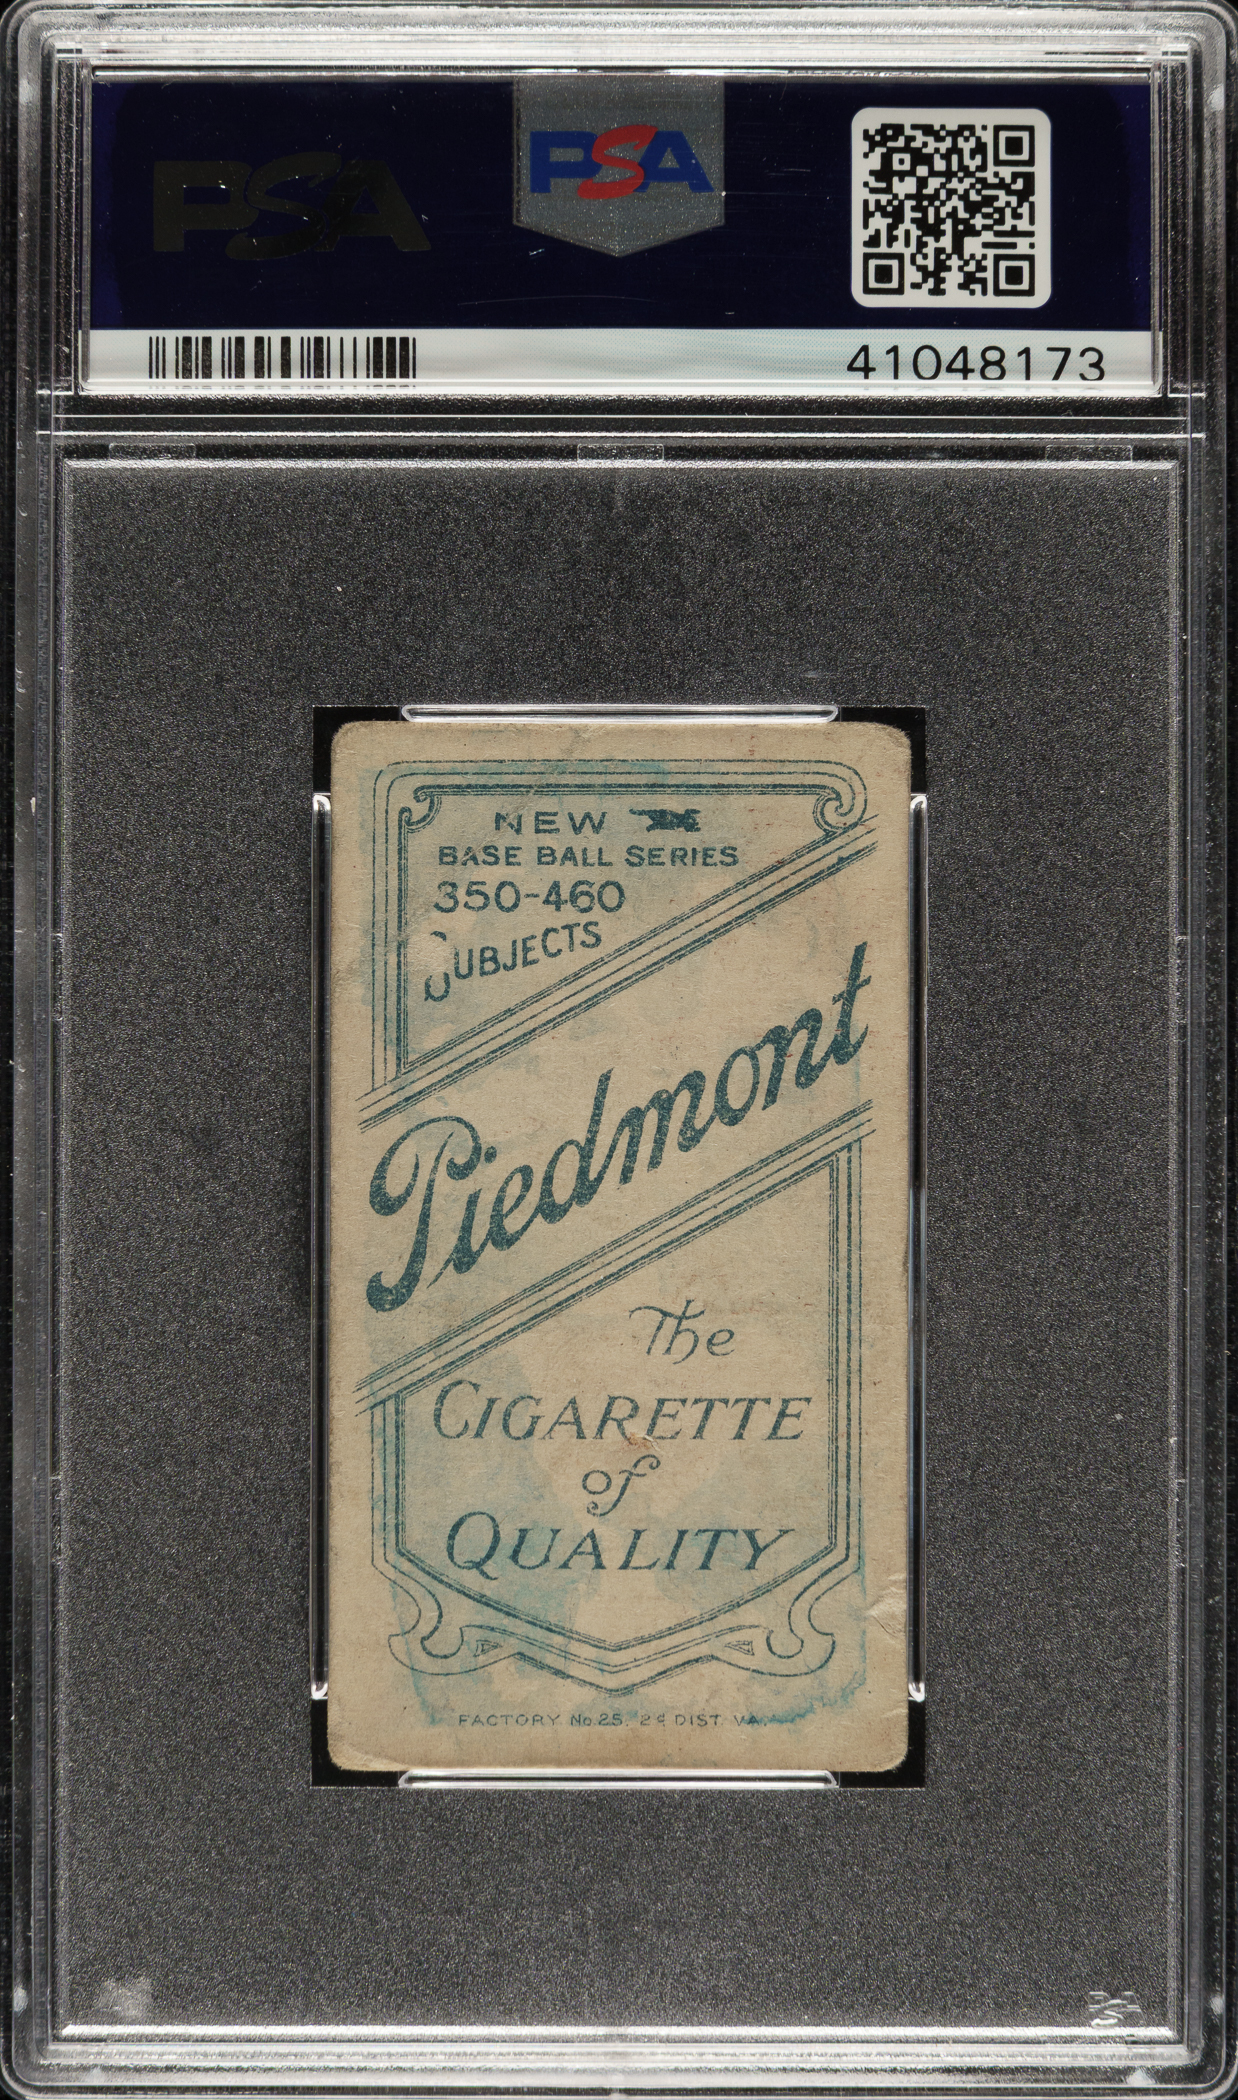 PSA
PSA
41048173
NEW
BASE BALL SERIES
350-460
SUBJECTS
Piedmont
The
CIGARETTE
of
QUALITY
FACTORY No 25. 2d DIST. VA.
PSA